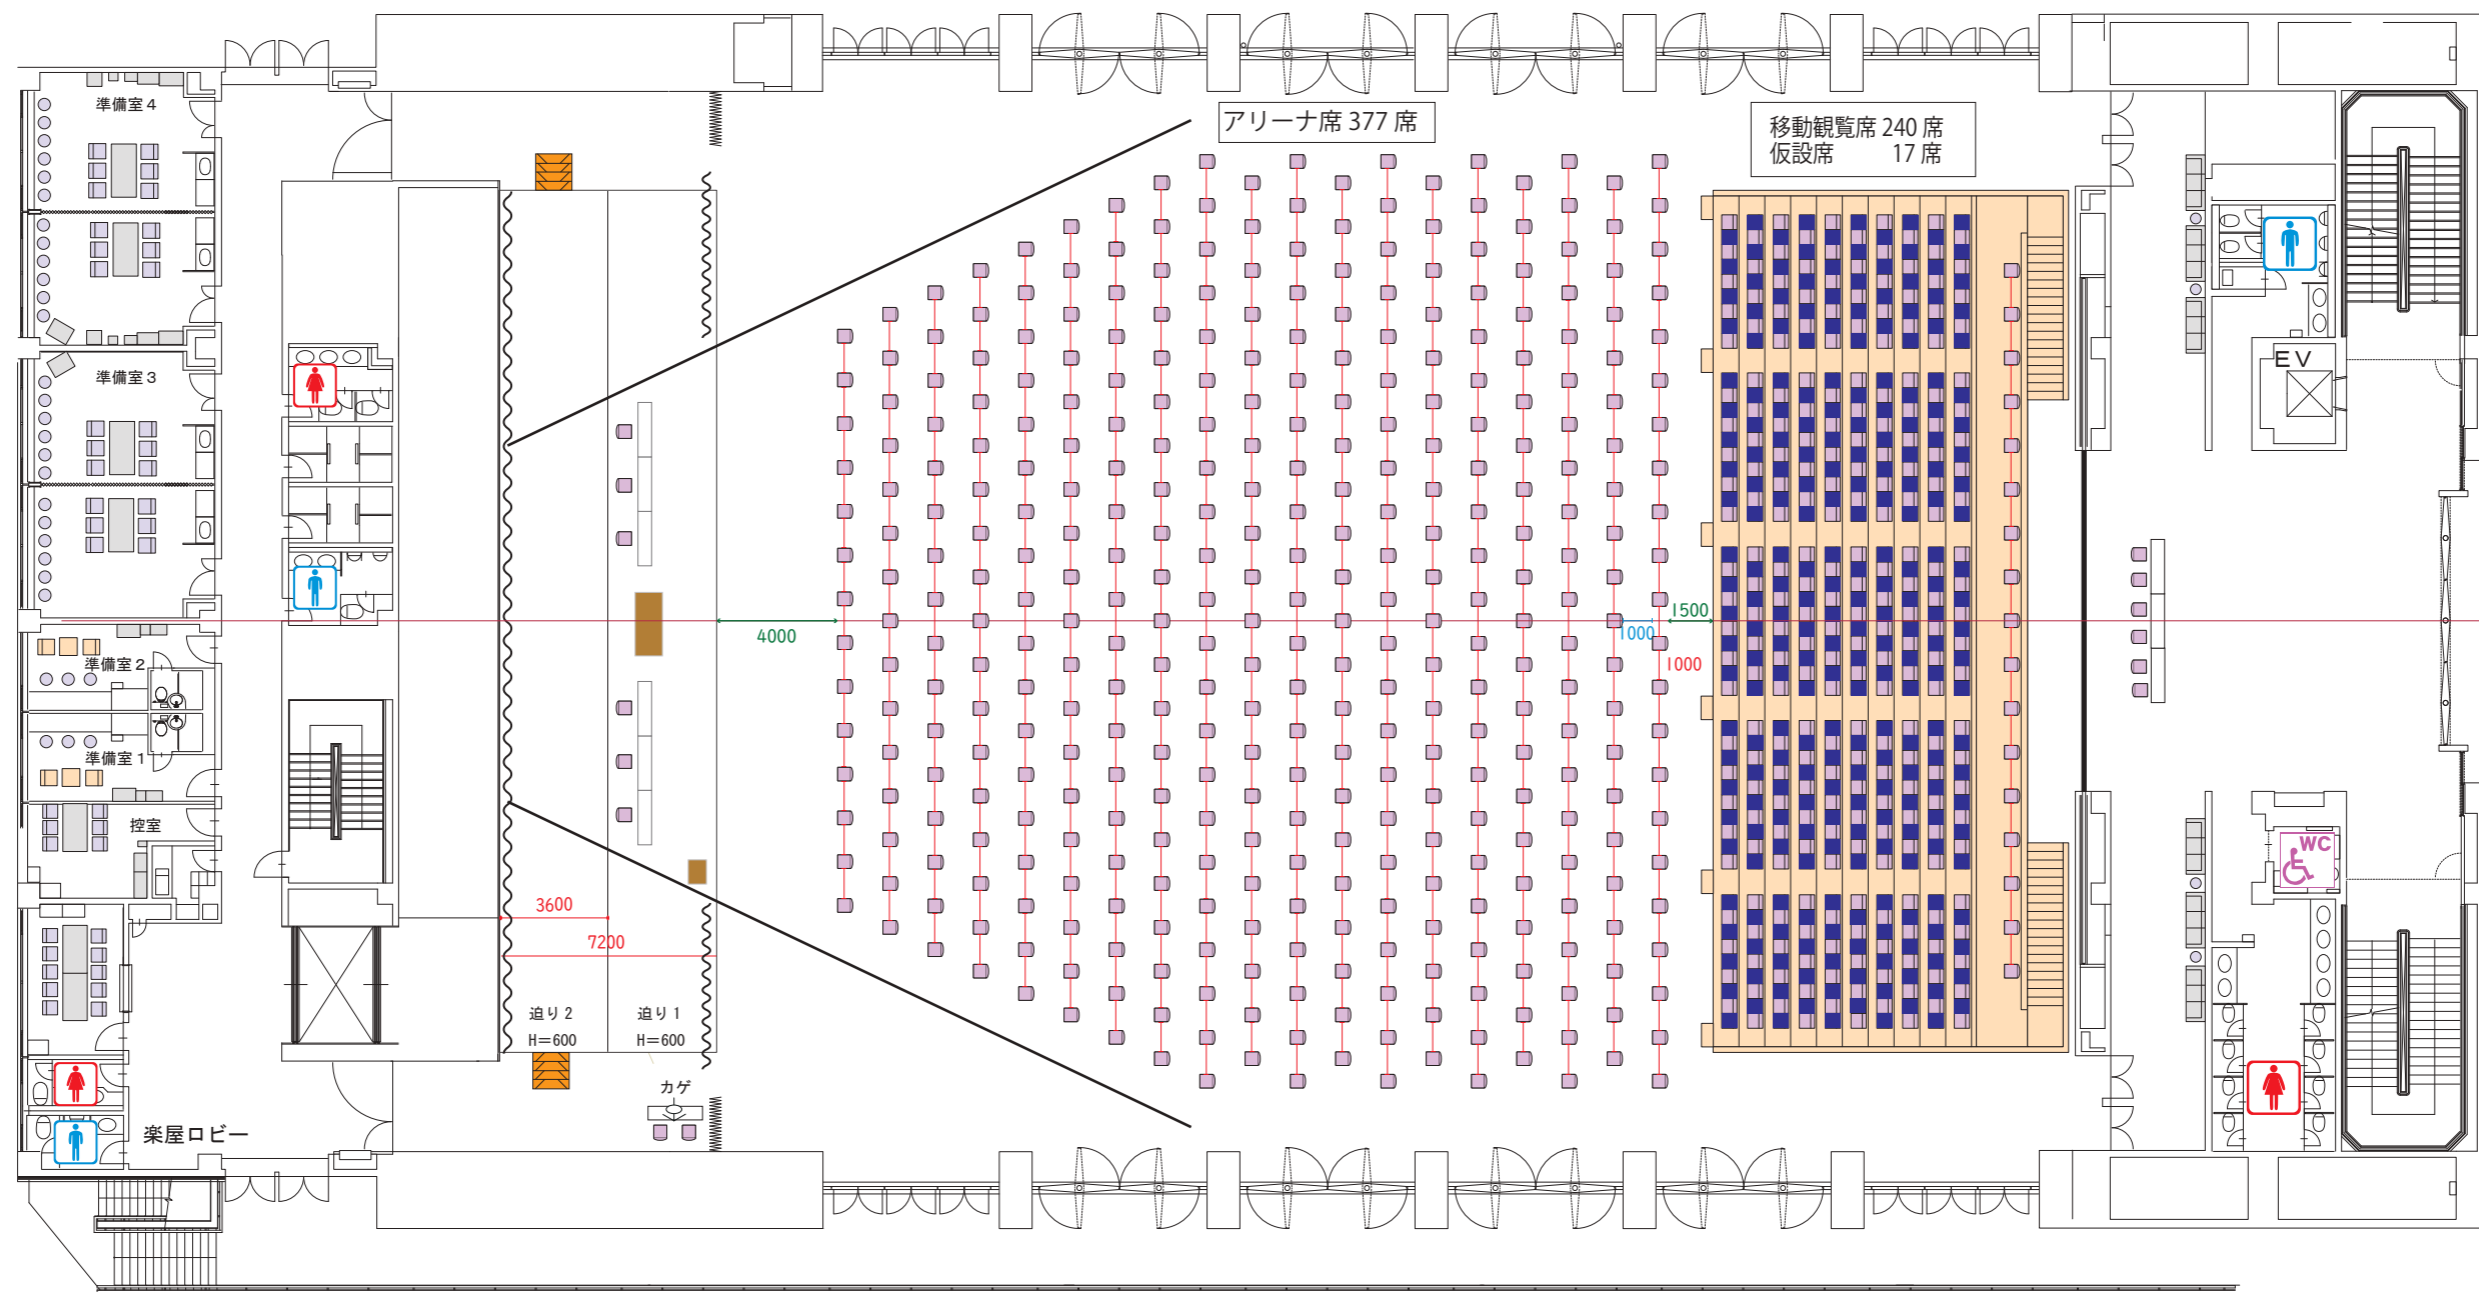 準備室４
アリーナ席 377 席
移動観覧席 240 席
仮設席 17 席
準備室３
EV
4000
1000
1500
1000
準備室２
準備室１
控室
WC
3600
7200
迫り 2
H=600
迫り 1
H=600
カゲ
楽屋ロビー